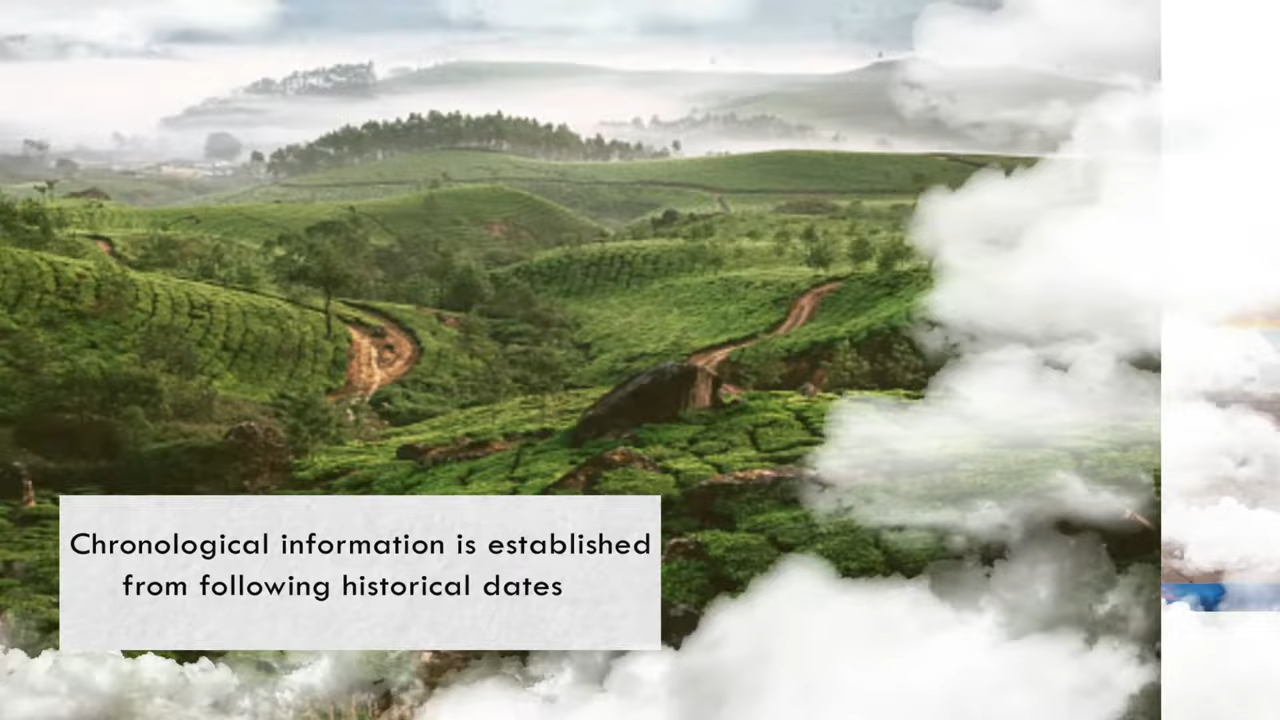 Chronological information is established
from following historical dates